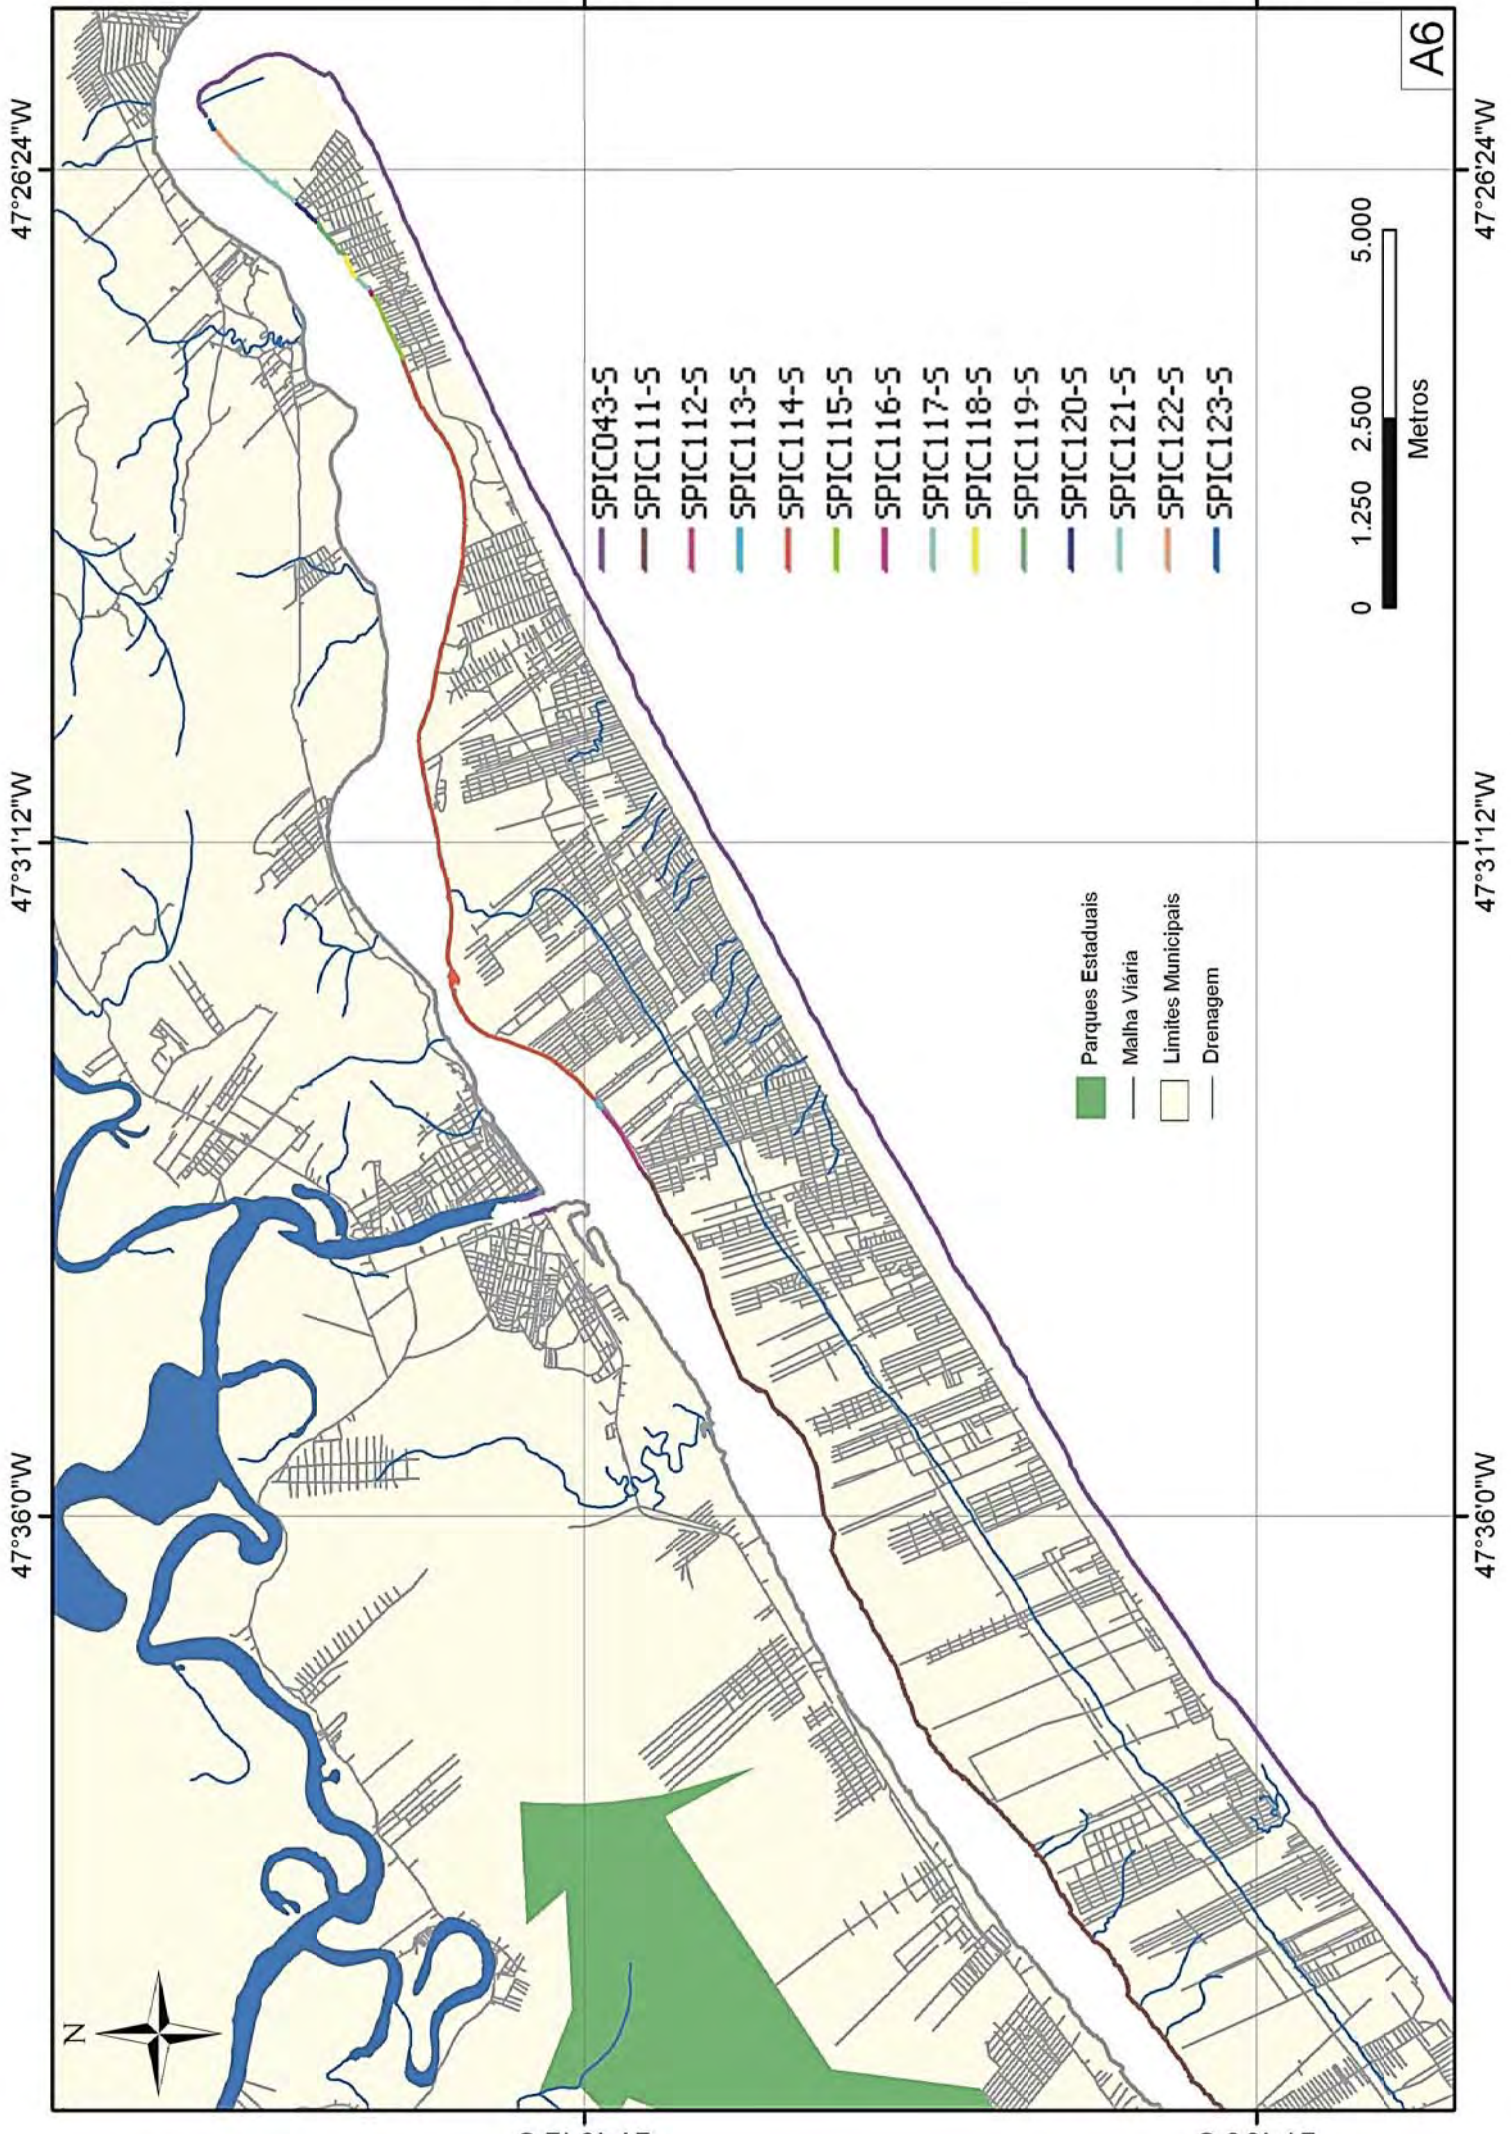 47°36'0"W
47°31'12"W
47°26'24"W
N
SPIC043-S
SPIC111-S
SPIC112-S
SPIC113-S
SPIC114-S
SPIC115-S
SPIC116-S
SPIC117-S
SPIC118-S
SPIC119-S
SPIC120-S
SPIC121-S
SPIC122-S
SPIC123-S
Parques Estaduais
Malha Viária
Limites Municipais
Drenagem
0 1.250 2.500 5.000
Metros
A6
47°36'0"W
47°31'12"W
47°26'24"W